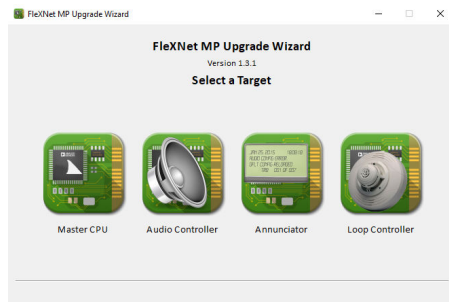 FleXNet MP Upgrade Wizard
FleXNet MP Upgrade Wizard
Version 1.3.1
Select a Target
Master CPU
Audio Controller
Annunciator
Loop Controller